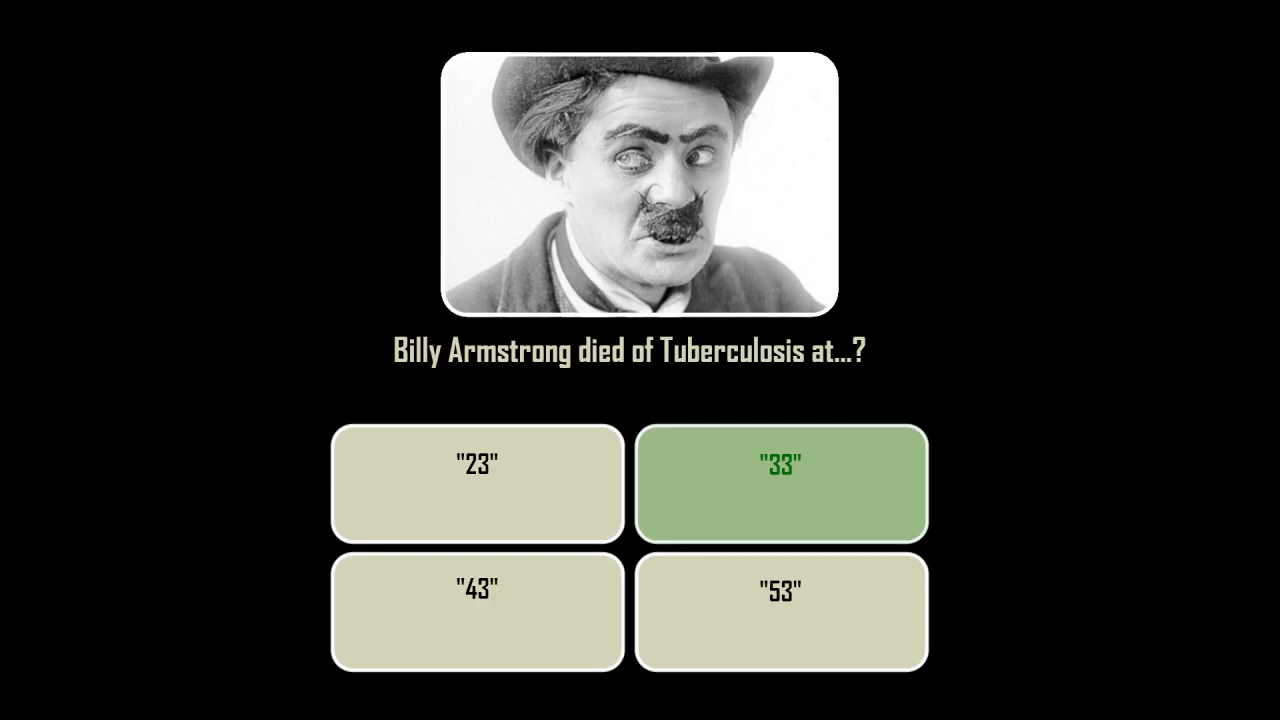 Billy Armstrong died of Tuberculosis at...?
"23"
"33"
"43"
"53"